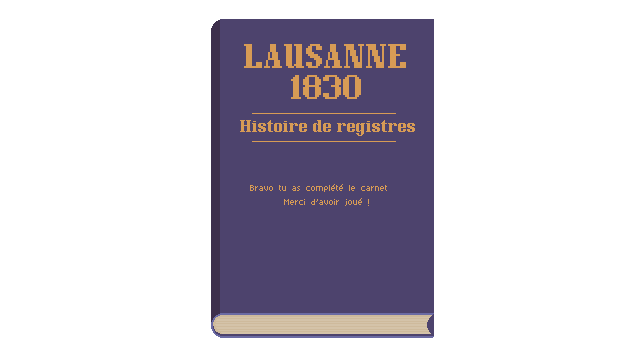 LAUSANNE
1830
Histoire de registres
Bravo tu as complété le carnet
Merci d'avoir joué !